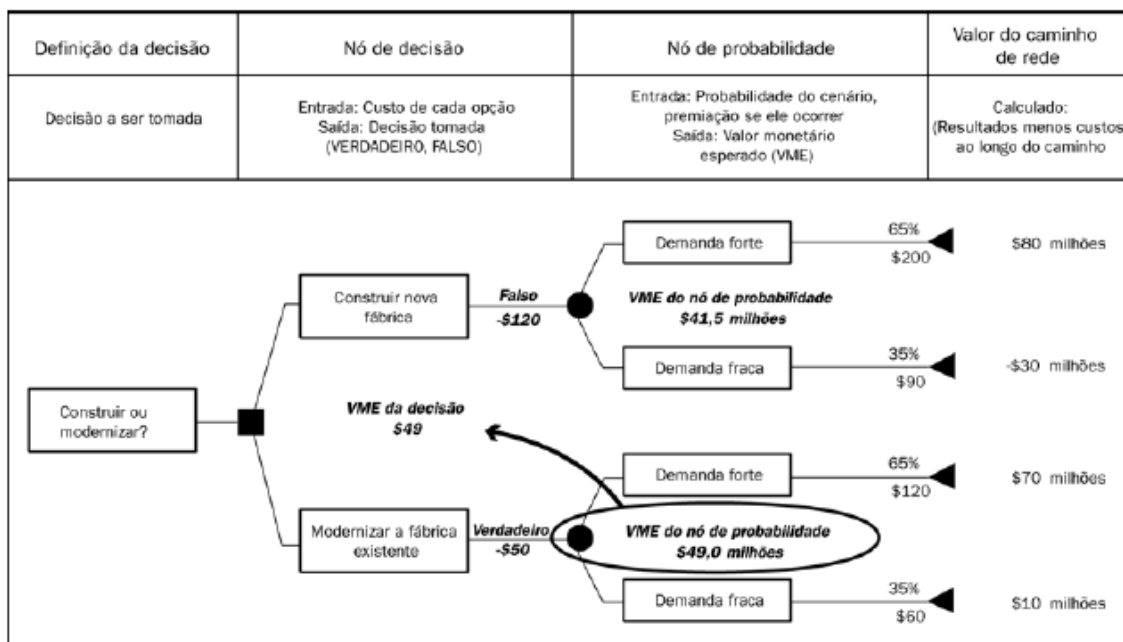 Definição da decisão
Nó de decisão
Nó de probabilidade
Valor do caminho
de rede
Decisão a ser tomada
Entrada: Custo de cada opção
Saída: Decisão tomada
(VERDADEIRO, FALSO)
Entrada: Probabilidade do cenário,
premiação se ele ocorrer
Saída: Valor monetário
esperado (VME)
Calculado:
(Resultados menos custos
ao longo do caminho
Construir ou
modernizar?
Construir nova
fábrica
Falso
-$120
Demanda forte
65%
$200
$80 milhões
VME do nó de probabilidade
$41,5 milhões
Demanda fraca
35%
$90
-$30 milhões
VME da decisão
$49
Modernizar a fábrica
existente
Verdadeiro
-$50
Demanda forte
65%
$120
$70 milhões
VME do nó de probabilidade
$49,0 milhões
Demanda fraca
35%
$60
$10 milhões